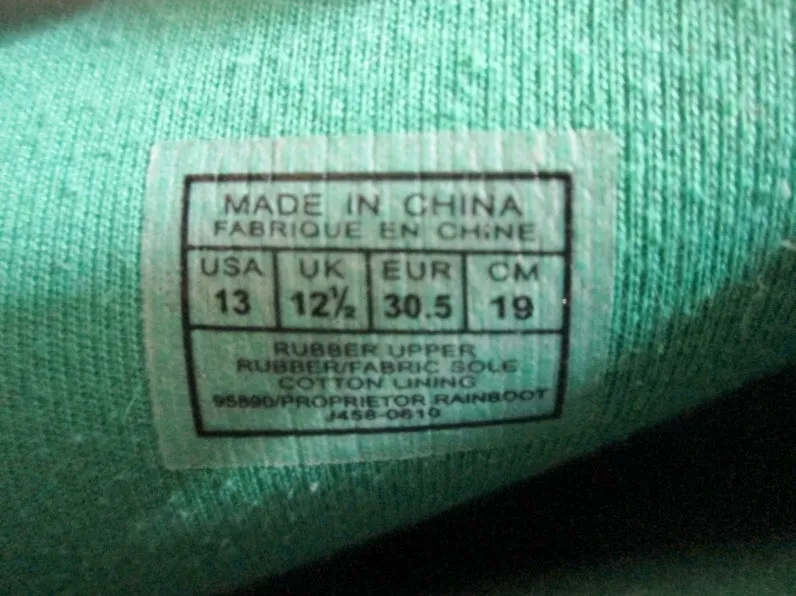 MADE IN CHINA
FABRIQUE EN CHINE
USA UK EUR CM
13 12½ 30.5 19
RUBBER UPPER
RUBBER/FABRIC SOLE
COTTON LINING
95890/PROPRIETOR RAINBOOT
J458-0610